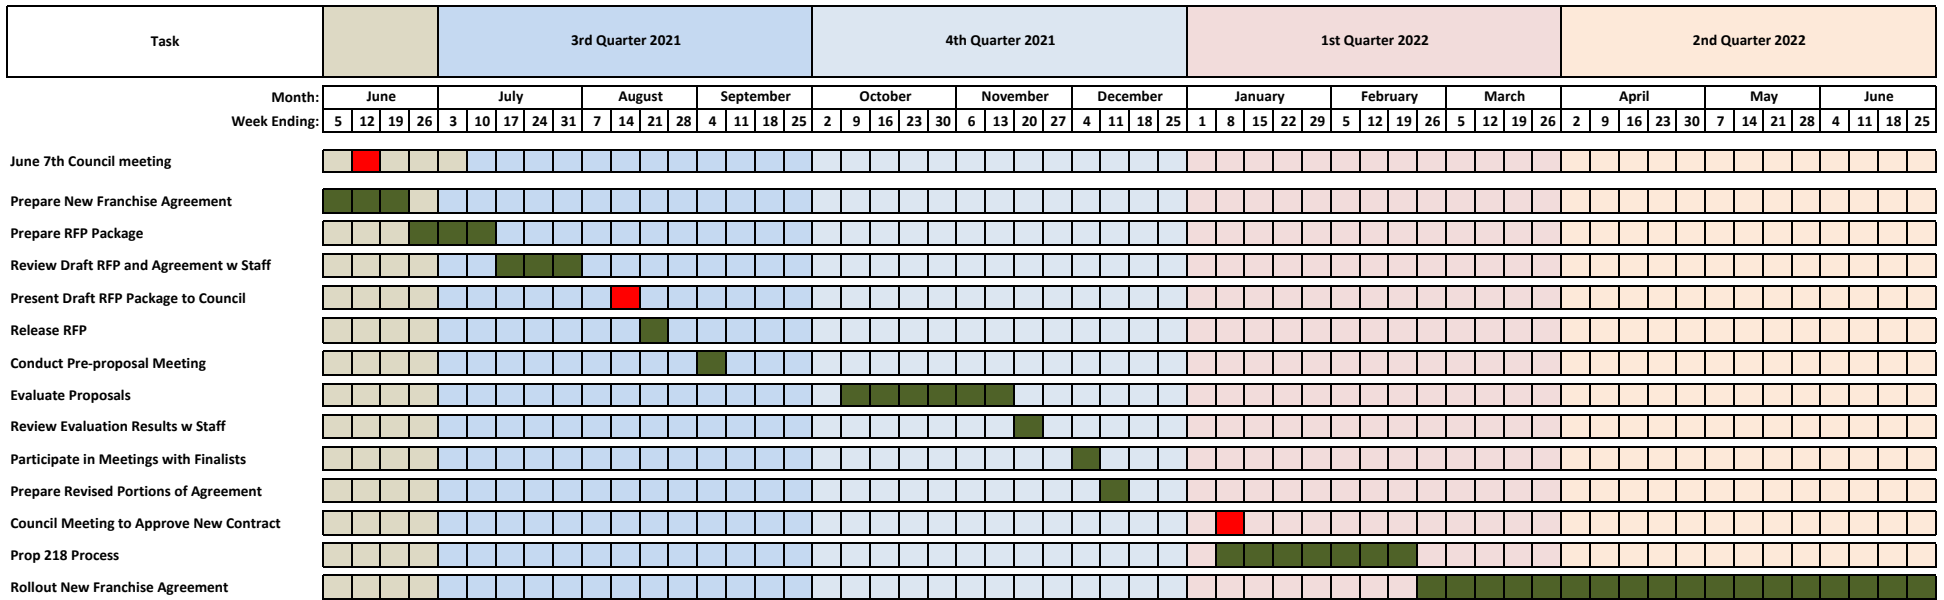 Task 3rd Quarter 2021 4th Quarter 2021 1st Quarter 2022 2nd Quarter 2022
Month: June July August September October November December January February March April May June
Week Ending: 5 12 19 26 3 10 17 24 31 7 14 21 28 4 11 18 25 2 9 16 23 30 6 13 20 27 4 11 18 25 1 8 15 22 29 5 12 19 26 5 12 19 26 2 9 16 23 30 7 14 21 28 4 11 18 25
June 7th Council meeting
Prepare New Franchise Agreement
Prepare RFP Package
Review Draft RFP and Agreement w Staff
Present Draft RFP Package to Council
Release RFP
Conduct Pre-proposal Meeting
Evaluate Proposals
Review Evaluation Results w Staff
Participate in Meetings with Finalists
Prepare Revised Portions of Agreement
Council Meeting to Approve New Contract
Prop 218 Process
Rollout New Franchise Agreement